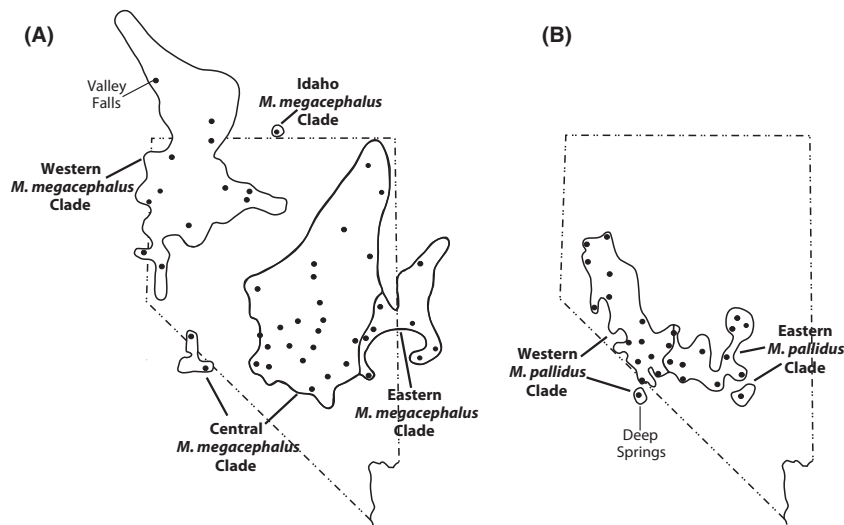 (A)
Valley
Falls
Idaho
M. megacephalus
Clade
Western
M. megacephalus
Clade
Central
M. megacephalus
Clade
Eastern
M. megacephalus
Clade
(B)
Western
M. pallidus
Clade
Deep
Springs
Eastern
M. pallidus
Clade